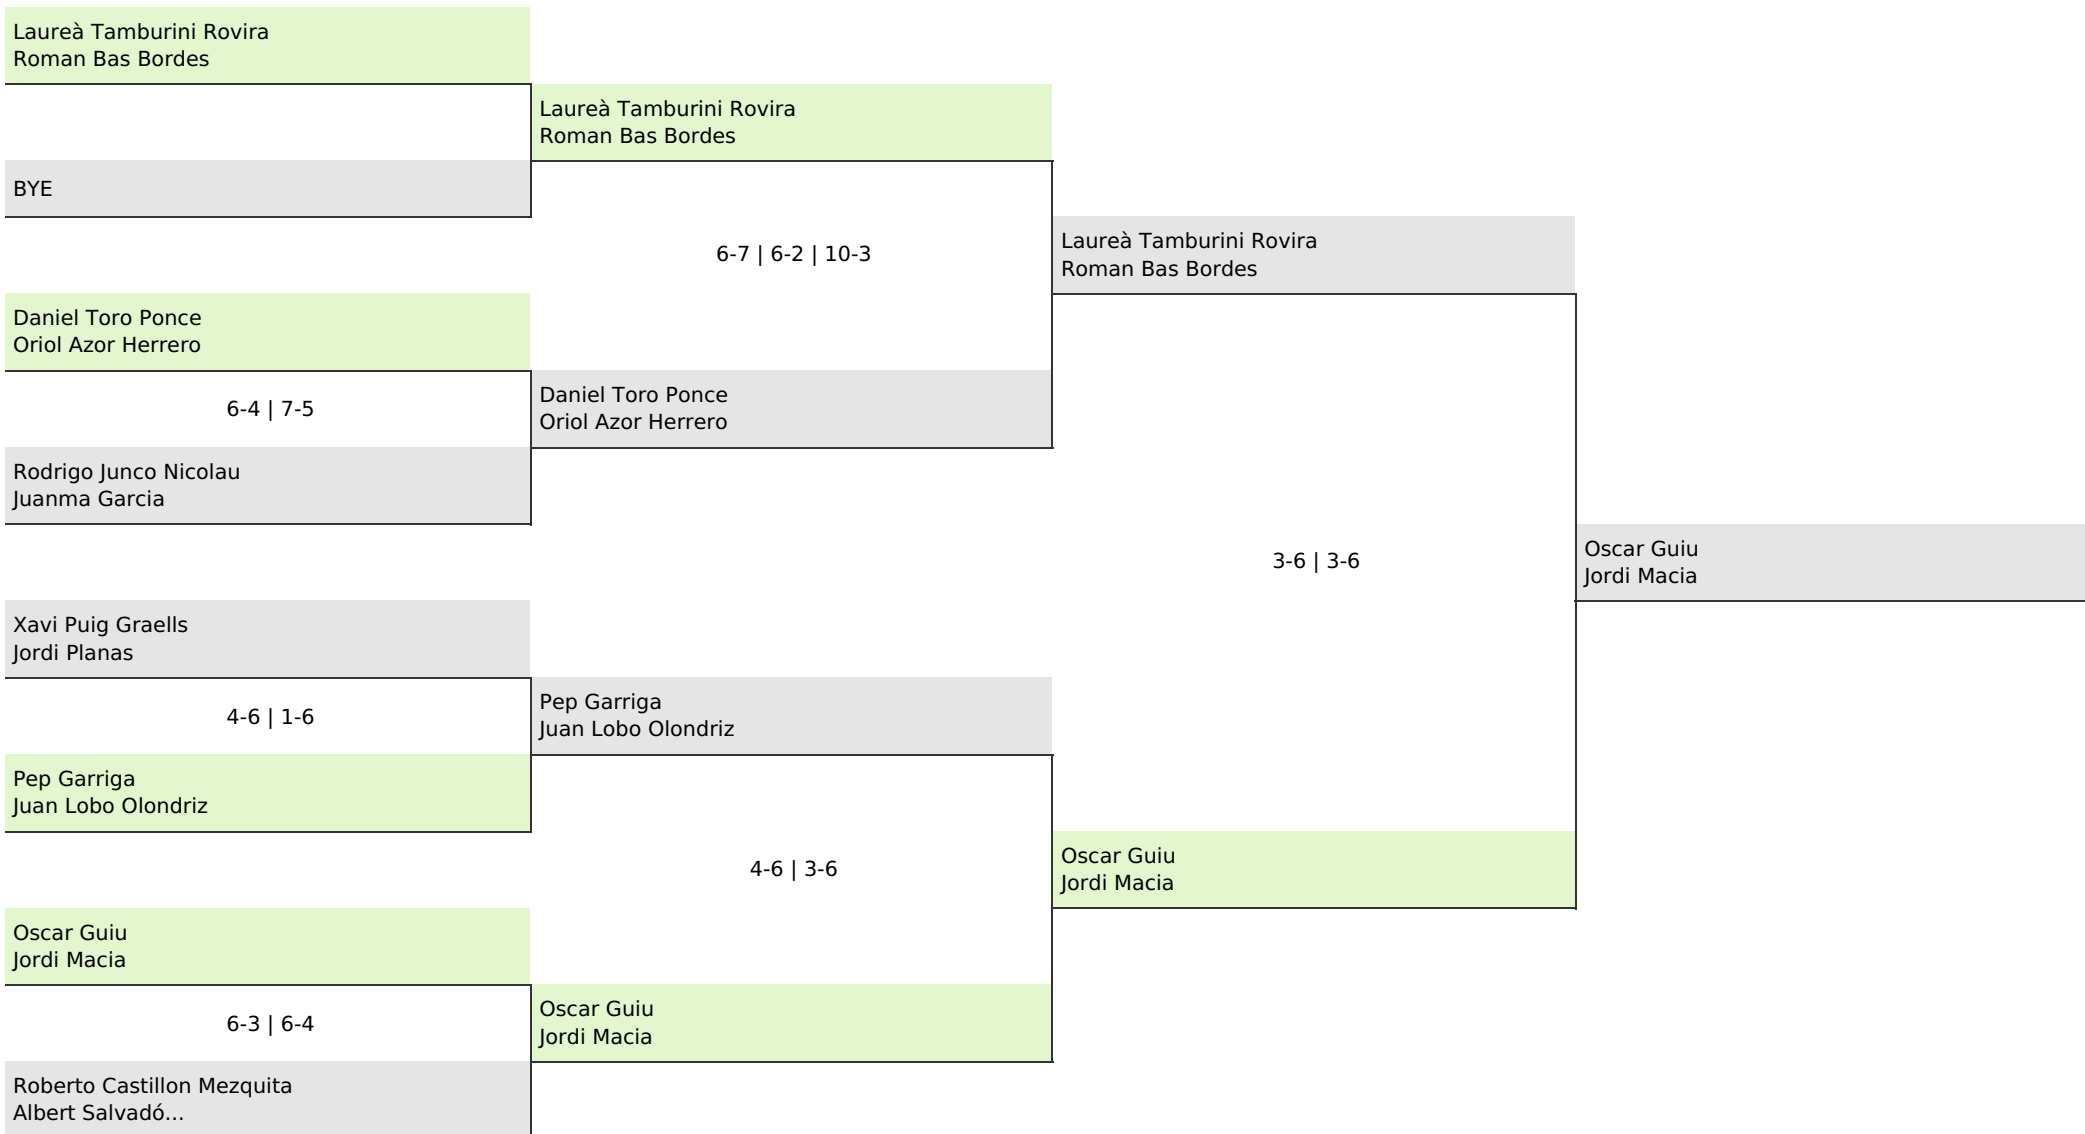 Laureà Tamburini Rovira
Roman Bas Bordes
BYE
Daniel Toro Ponce
Oriol Azor Herrero
6-4 | 7-5
Rodrigo Junco Nicolau
Juanma Garcia
Xavi Puig Graells
Jordi Planas
4-6 | 1-6
Pep Garriga
Juan Lobo Olondriz
Oscar Guiu
Jordi Macia
6-3 | 6-4
Roberto Castillon Mezquita
Albert Salvadó...
Laureà Tamburini Rovira
Roman Bas Bordes
6-7 | 6-2 | 10-3
Daniel Toro Ponce
Oriol Azor Herrero
Pep Garriga
Juan Lobo Olondriz
4-6 | 3-6
Oscar Guiu
Jordi Macia
Laureà Tamburini Rovira
Roman Bas Bordes
3-6 | 3-6
Oscar Guiu
Jordi Macia
Oscar Guiu
Jordi Macia